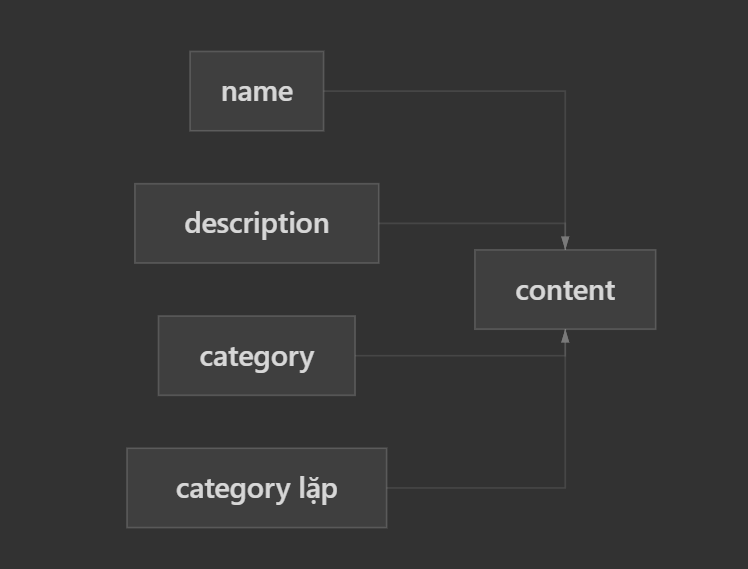 name
description
content
category
category lặp